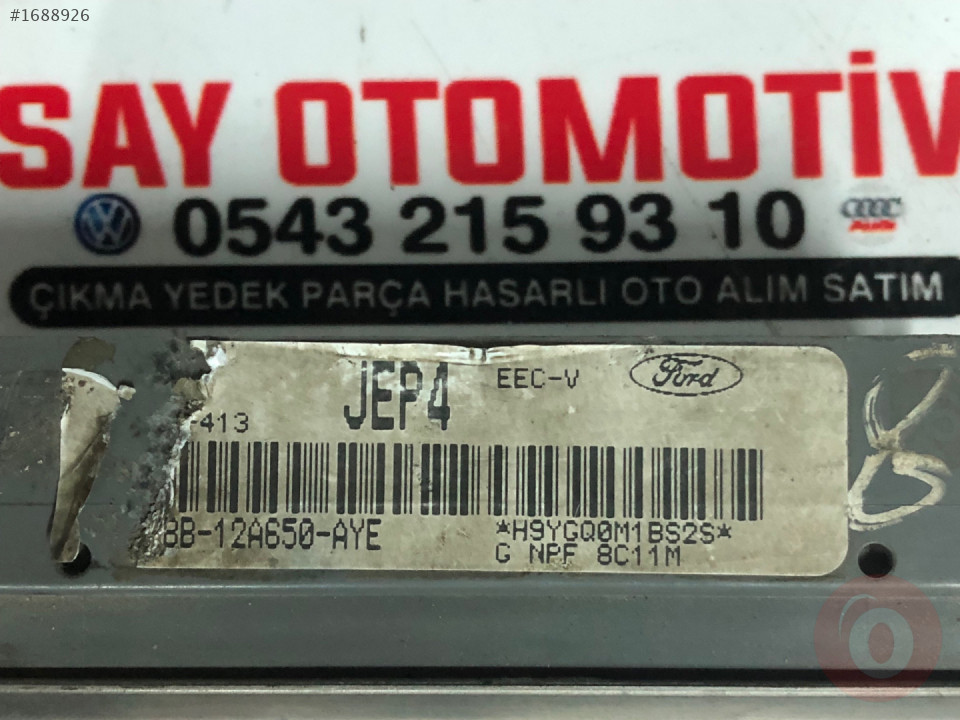 #1688926
SAY OTOMOTİV
0543 215 93 10
Audi
ÇIKMA YEDEK PARÇA HASARLI OTO ALIM SATIM
JEP4 EEC-V Ford
-413
8B-12A650-AYE *H9YGQ0M1BS2S*
G NPF 8C11M